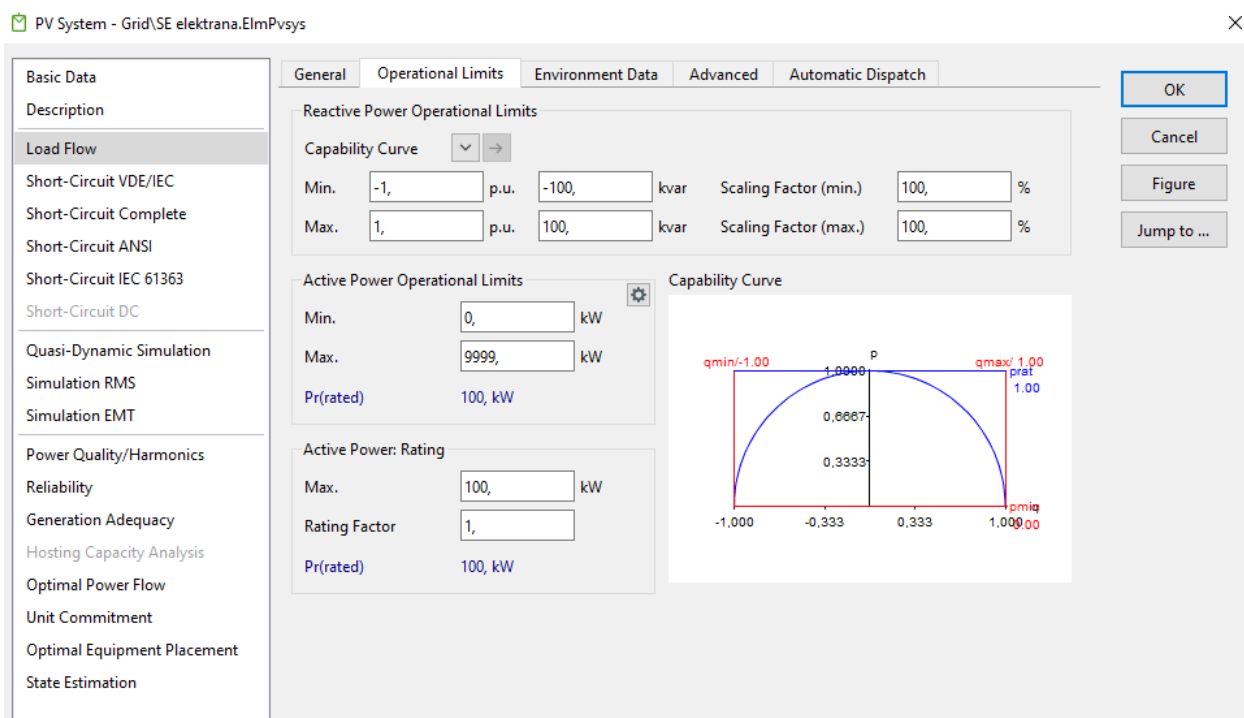 PV System - Grid\SE elektrana.ElmPvsys
Basic Data
Description
Load Flow
Short-Circuit VDE/IEC
Short-Circuit Complete
Short-Circuit ANSI
Short-Circuit IEC 61363
Short-Circuit DC
Quasi-Dynamic Simulation
Simulation RMS
Simulation EMT
Power Quality/Harmonics
Reliability
Generation Adequacy
Hosting Capacity Analysis
Optimal Power Flow
Unit Commitment
Optimal Equipment Placement
State Estimation
General Operational Limits Environment Data Advanced Automatic Dispatch
Reactive Power Operational Limits
Capability Curve
Min. -1, p.u. -100, kvar Scaling Factor (min.) 100, %
Max. 1, p.u. 100, kvar Scaling Factor (max.) 100, %
Active Power Operational Limits
Min. 0, kW
Max. 9999, kW
Pr(rated) 100, kW
Active Power: Rating
Max. 100, kW
Rating Factor 1,
Pr(rated) 100, kW
Capability Curve
qmin/-1.00 p qmax/ 1.00
1.0000 prat
1.00
0,6667
0,3333
pmin
-1,000 -0,333 0,333 1,000
OK
Cancel
Figure
Jump to ...